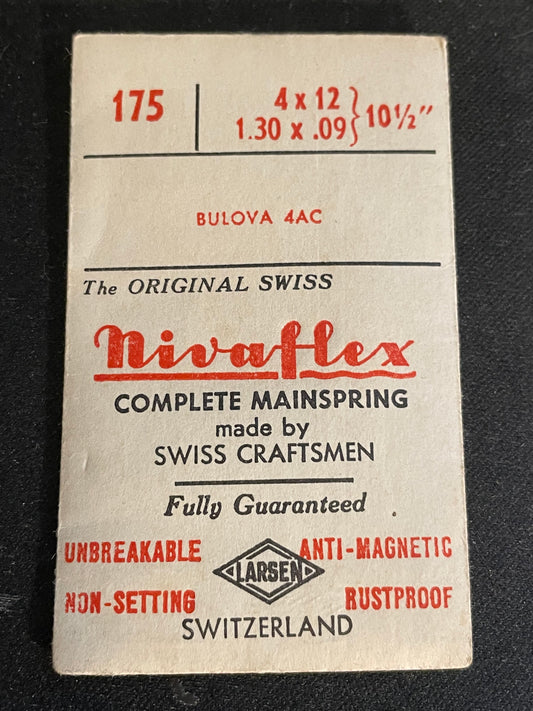 175
4 x 12
1.30 x .09} 10½"
BULOVA 4AC
The ORIGINAL SWISS
Nivaflex
COMPLETE MAINSPRING
made by
SWISS CRAFTSMEN
Fully Guaranteed
UNBREAKABLE ANTI-MAGNETIC
LARSEN
NON-SETTING RUSTPROOF
SWITZERLAND